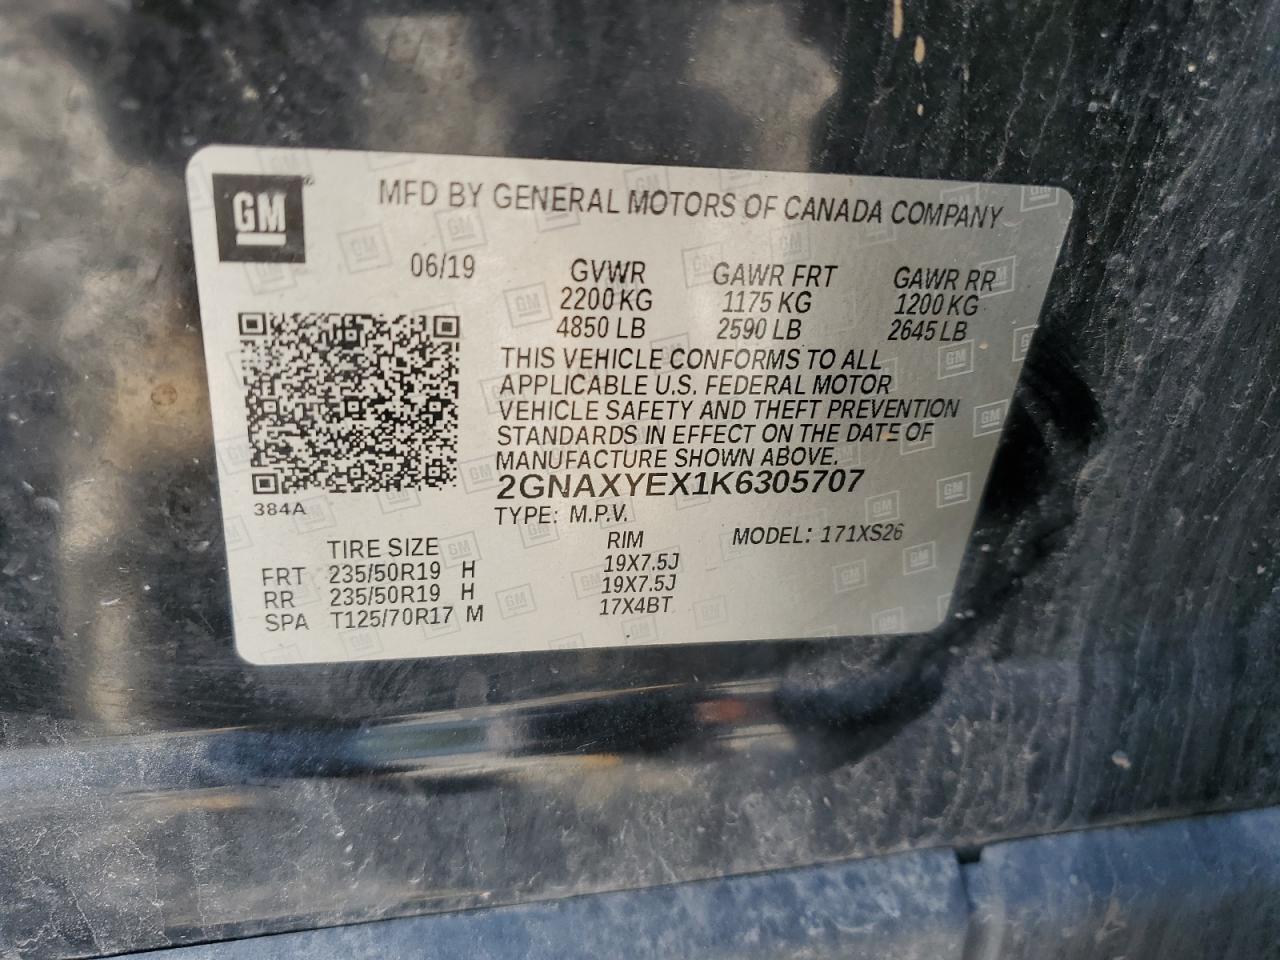 GM
MFD BY GENERAL MOTORS OF CANADA COMPANY
06/19 GVWR GAWR FRT GAWR RR
2200 KG 1175 KG 1200 KG
4850 LB 2590 LB 2645 LB
THIS VEHICLE CONFORMS TO ALL
APPLICABLE U.S. FEDERAL MOTOR
VEHICLE SAFETY AND THEFT PREVENTION
STANDARDS IN EFFECT ON THE DATE OF
MANUFACTURE SHOWN ABOVE.
2GNAXYEX1K6305707
384A
TYPE: M.P.V.
MODEL: 171XS26
TIRE SIZE RIM
FRT 235/50R19 H 19X7.5J
RR 235/50R19 H 19X7.5J
SPA T125/70R17 M 17X4BT